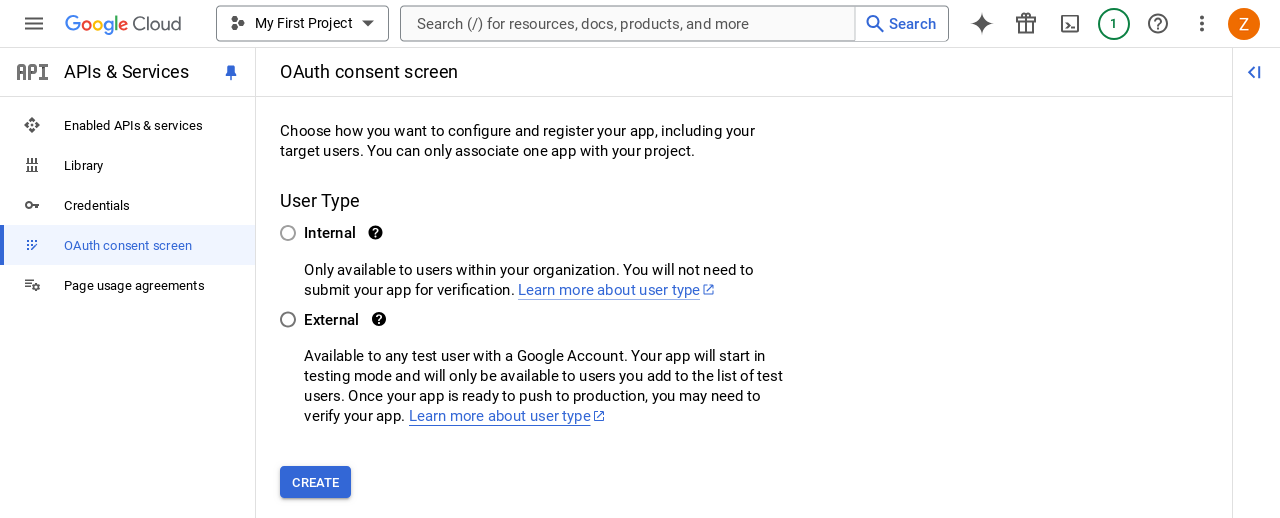 Google Cloud
My First Project
Search (/) for resources, docs, products, and more
Search
1
Z
API
APIs & Services
OAuth consent screen
Enabled APIs & services
Library
Credentials
OAuth consent screen
Page usage agreements
Choose how you want to configure and register your app, including your
target users. You can only associate one app with your project.
User Type
Internal
Only available to users within your organization. You will not need to
submit your app for verification. Learn more about user type
External
Available to any test user with a Google Account. Your app will start in
testing mode and will only be available to users you add to the list of test
users. Once your app is ready to push to production, you may need to
verify your app. Learn more about user type
CREATE